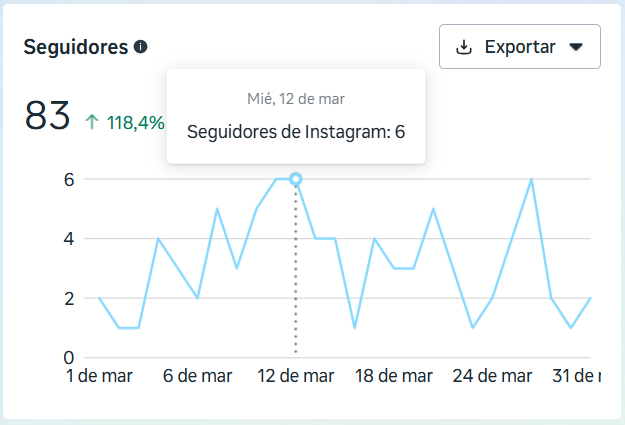 Seguidores
Exportar
83
118,4%
Mié, 12 de mar
Seguidores de Instagram: 6
6
4
2
0
1 de mar
6 de mar
12 de mar
18 de mar
24 de mar
31 de